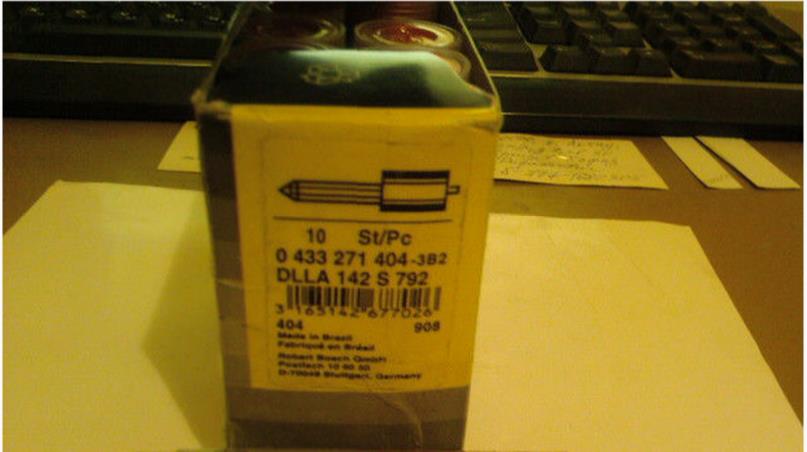 10 St/Pc
0 433 271 404-3B2
DLLA 142 S 792
3 165142 677026
404 908
Made in Brazil
Fabriqué en Brésil
Robert Bosch GmbH
Postfach 10 60 50
D-70049 Stuttgart, Germany